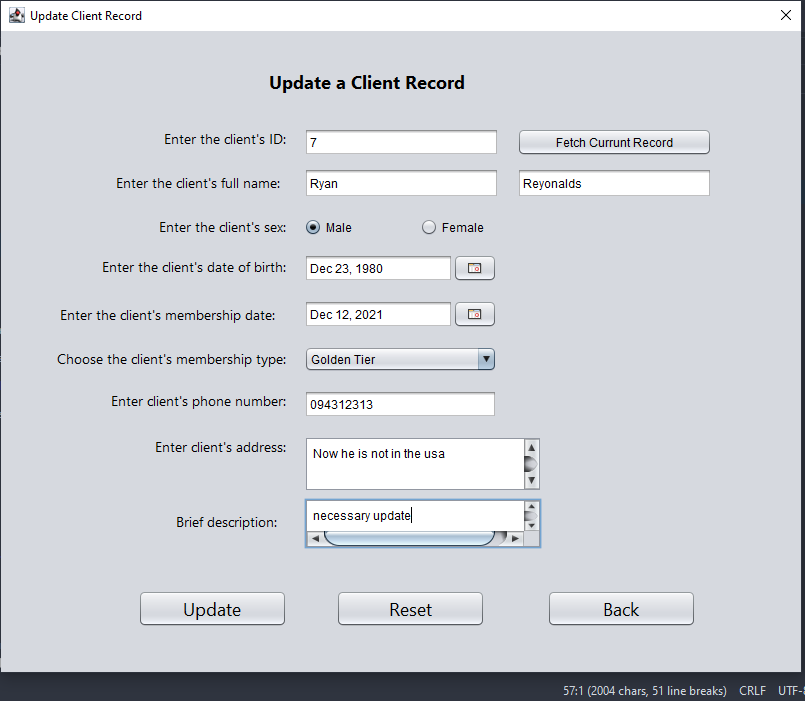 Update Client Record
Update a Client Record
Enter the client's ID: 7 Fetch Currunt Record
Enter the client's full name: Ryan Reyonalds
Enter the client's sex: Male Female
Enter the client's date of birth: Dec 23, 1980
Enter the client's membership date: Dec 12, 2021
Choose the client's membership type: Golden Tier
Enter client's phone number: 094312313
Enter client's address: Now he is not in the usa
Brief description: necessary update
Update Reset Back
57:1 (2004 chars, 51 line breaks) CRLF UTF-8